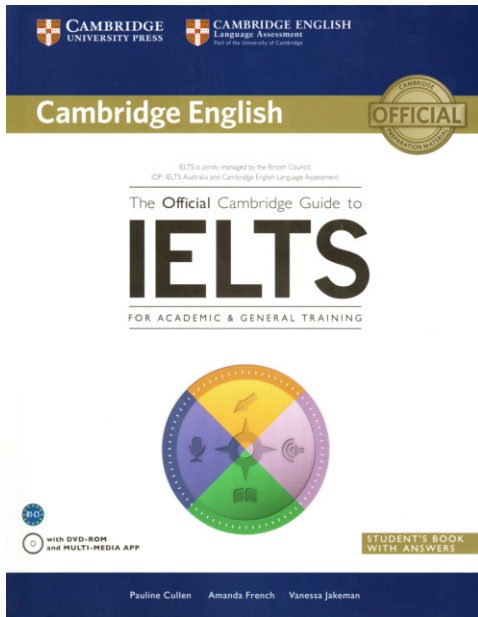 CAMBRIDGE
UNIVERSITY PRESS
CAMBRIDGE ENGLISH
Language Assessment
Part of the University of Cambridge
Cambridge English
CAMBRIDGE
OFFICIAL
PREPARATION MATERIAL
IELTS is jointly managed by the British Council,
IDP: IELTS Australia and Cambridge English Language Assessment
The Official Cambridge Guide to
IELTS
FOR ACADEMIC & GENERAL TRAINING
B1-C1
with DVD-ROM
and MULTI-MEDIA APP
STUDENT'S BOOK
WITH ANSWERS
Pauline Cullen Amanda French Vanessa Jakeman